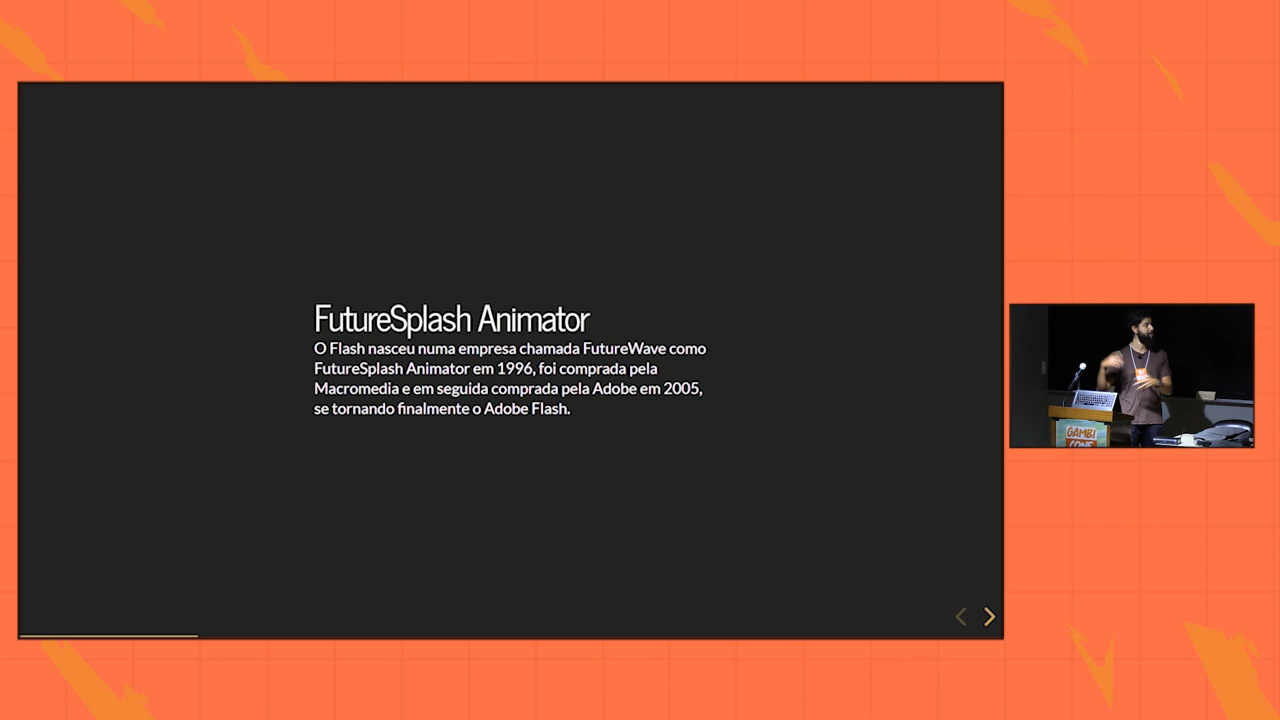 FutureSplash Animator
O Flash nasceu numa empresa chamada FutureWave como
FutureSplash Animator em 1996, foi comprada pela
Macromedia e em seguida comprada pela Adobe em 2005,
se tornando finalmente o Adobe Flash.
GAMBI
CONF